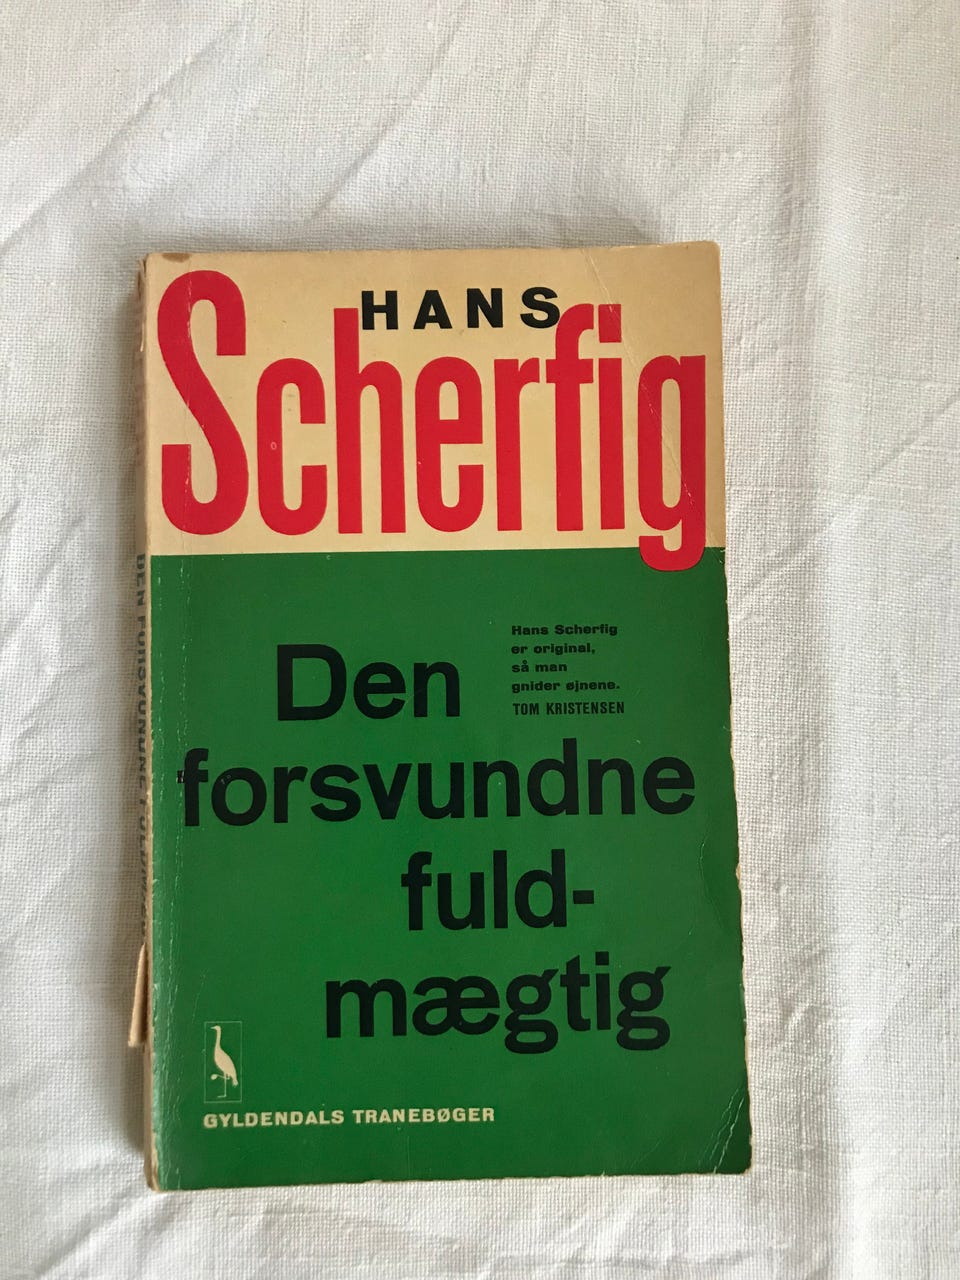 HANS
Scherfig
Hans Scherfig
er original,
så man
gnider øjnene.
TOM KRISTENSEN
Den
forsvundne
fuld-
mægtig
GYLDENDALS TRANEBØGER
DEN FORSVUNDNE